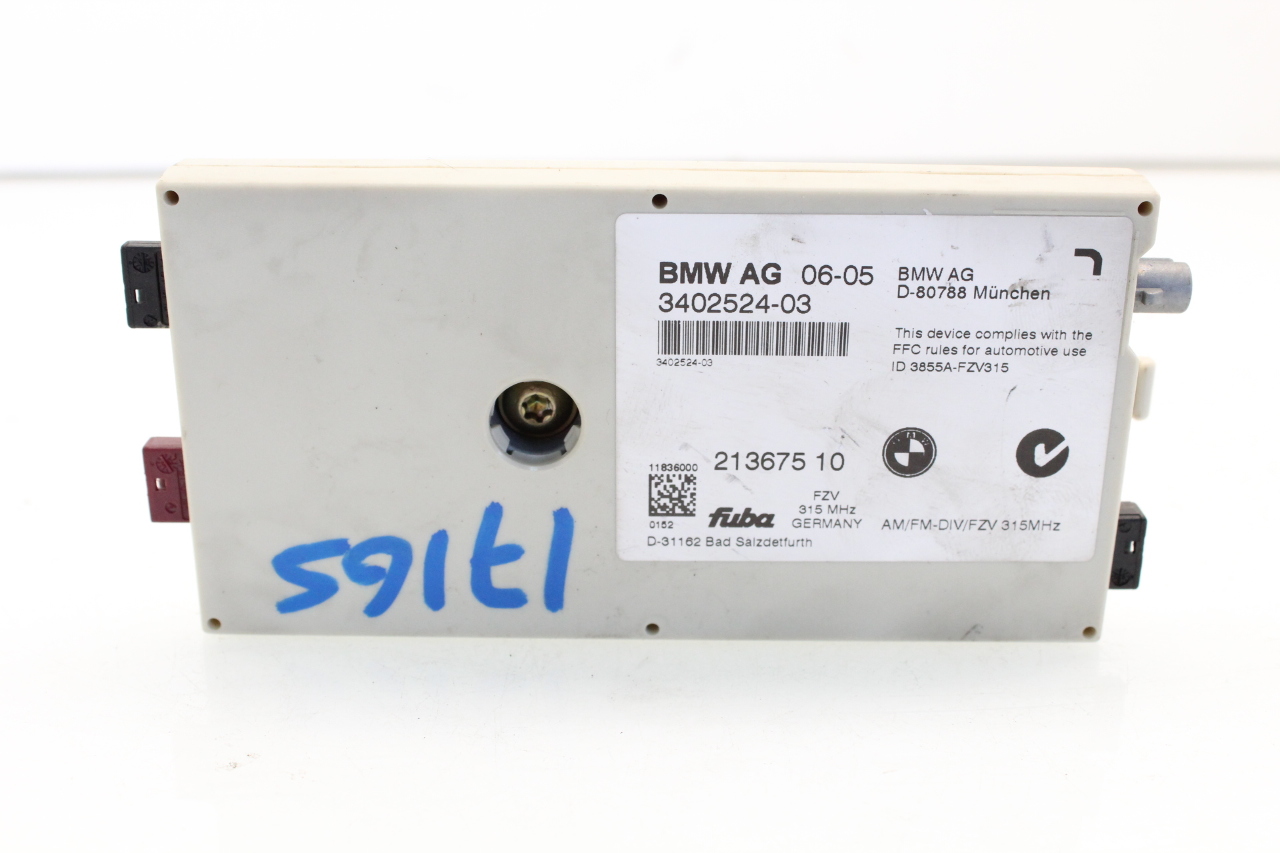 BMW AG 06-05
3402524-03
3402524-03
BMW AG
D-80788 München
This device complies with the
FFC rules for automotive use
ID 3855A-FZV315
11836000
0152
213675 10
fuba
FZV
315 MHz
GERMANY
D-31162 Bad Salzdetfurth
AM/FM-DIV/FZV 315MHz
17165